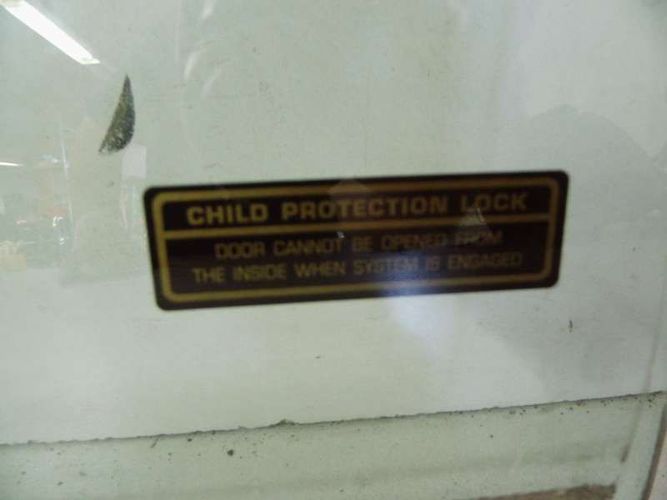 CHILD PROTECTION LOCK
DOOR CANNOT BE OPENED FROM
THE INSIDE WHEN SYSTEM IS ENGAGED